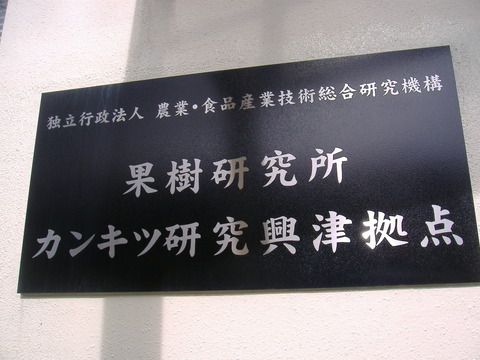 独立行政法人 農業・食品産業技術総合研究機構
果樹研究所
カンキツ研究興津拠点